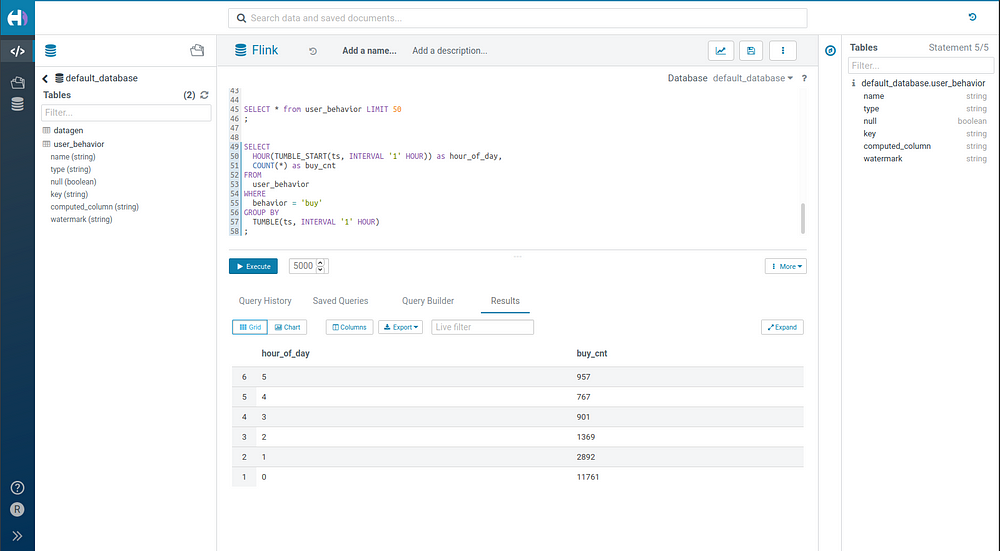 Search data and saved documents...
</>
default_database
Tables
(2)
Filter...
datagen
user_behavior
name (string)
type (string)
null (boolean)
key (string)
computed_column (string)
watermark (string)
?
R
Flink
Add a name...
Add a description...
Database default_database ?
43
44
45 SELECT * from user_behavior LIMIT 50
46 ;
47
48
49 SELECT
50 HOUR(TUMBLE_START(ts, INTERVAL '1' HOUR)) as hour_of_day,
51 COUNT(*) as buy_cnt
52 FROM
53 user_behavior
54 WHERE
55 behavior = 'buy'
56 GROUP BY
57 TUMBLE(ts, INTERVAL '1' HOUR)
58 ;
Execute
5000
More
Query History Saved Queries Query Builder Results
Grid Chart Columns Export Live filter Expand
hour_of_day buy_cnt
6 5 957
5 4 767
4 3 901
3 2 1369
2 1 2892
1 0 11761
Tables Statement 5/5
Filter...
default_database.user_behavior
name string
type string
null boolean
key string
computed_column string
watermark string